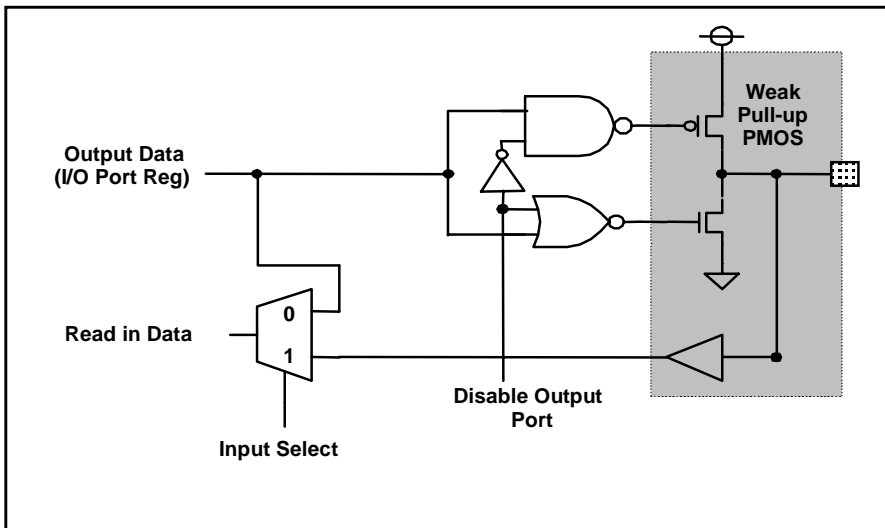 Weak
Pull-up
PMOS
Output Data
(I/O Port Reg)
0
Read in Data
1
Disable Output
Port
Input Select